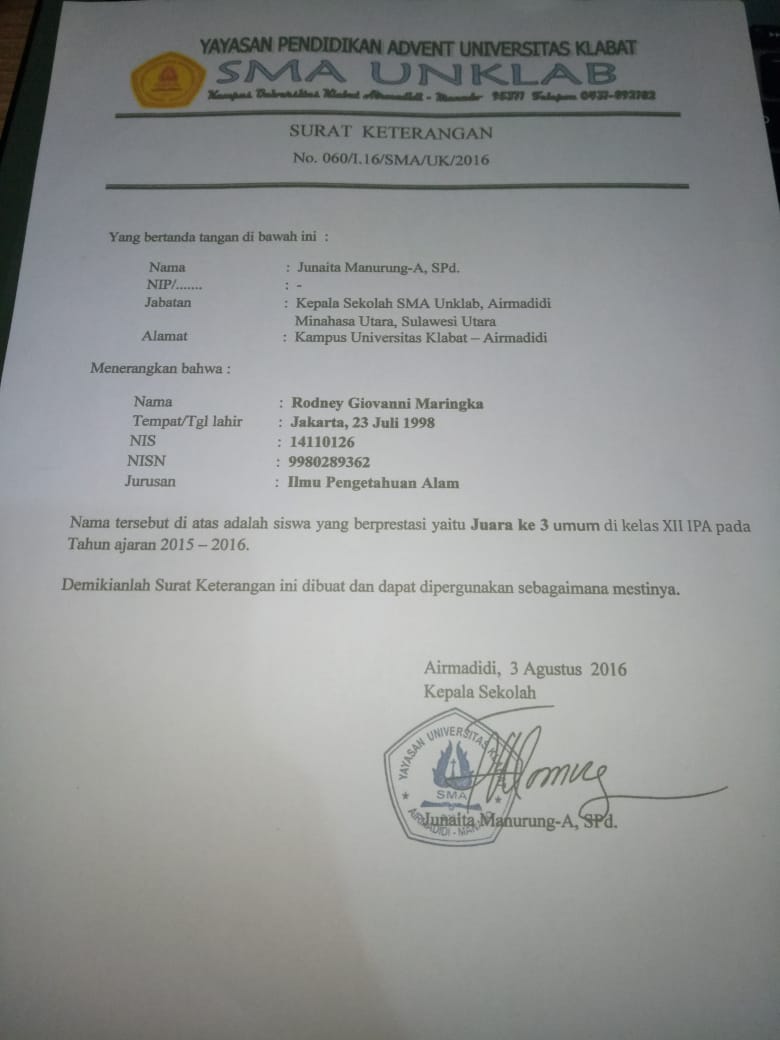 YAYASAN PENDIDIKAN ADVENT UNIVERSITAS KLABAT
SMA UNKLAB
Kampus Universitas Klabat Airmadidi - Manado 95371 Telepon 0431-892782
SURAT KETERANGAN
No. 060/I.16/SMA/UK/2016
Yang bertanda tangan di bawah ini :
Nama : Junaita Manurung-A, SPd.
NIP/....... : -
Jabatan : Kepala Sekolah SMA Unklab, Airmadidi
Minahasa Utara, Sulawesi Utara
Alamat : Kampus Universitas Klabat – Airmadidi
Menerangkan bahwa :
Nama : Rodney Giovanni Maringka
Tempat/Tgl lahir : Jakarta, 23 Juli 1998
NIS : 14110126
NISN : 9980289362
Jurusan : Ilmu Pengetahuan Alam
Nama tersebut di atas adalah siswa yang berprestasi yaitu Juara ke 3 umum di kelas XII IPA pada
Tahun ajaran 2015 – 2016.
Demikianlah Surat Keterangan ini dibuat dan dapat dipergunakan sebagaimana mestinya.
Airmadidi, 3 Agustus 2016
Kepala Sekolah
YAYASAN UNIVERSITAS
SMA
AIRMADIDI - MANADO
Junaita Manurung-A, SPd.